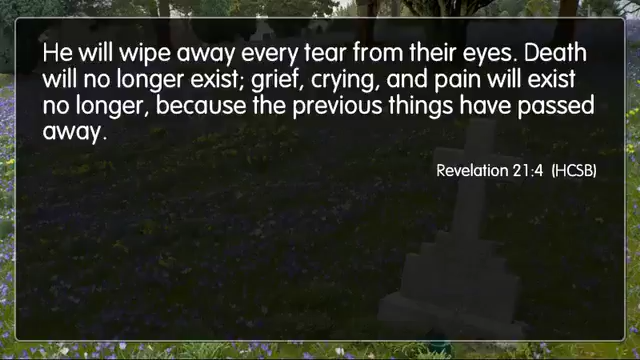 He will wipe away every tear from their eyes. Death
will no longer exist; grief, crying, and pain will exist
no longer, because the previous things have passed
away.
Revelation 21:4 (HCSB)